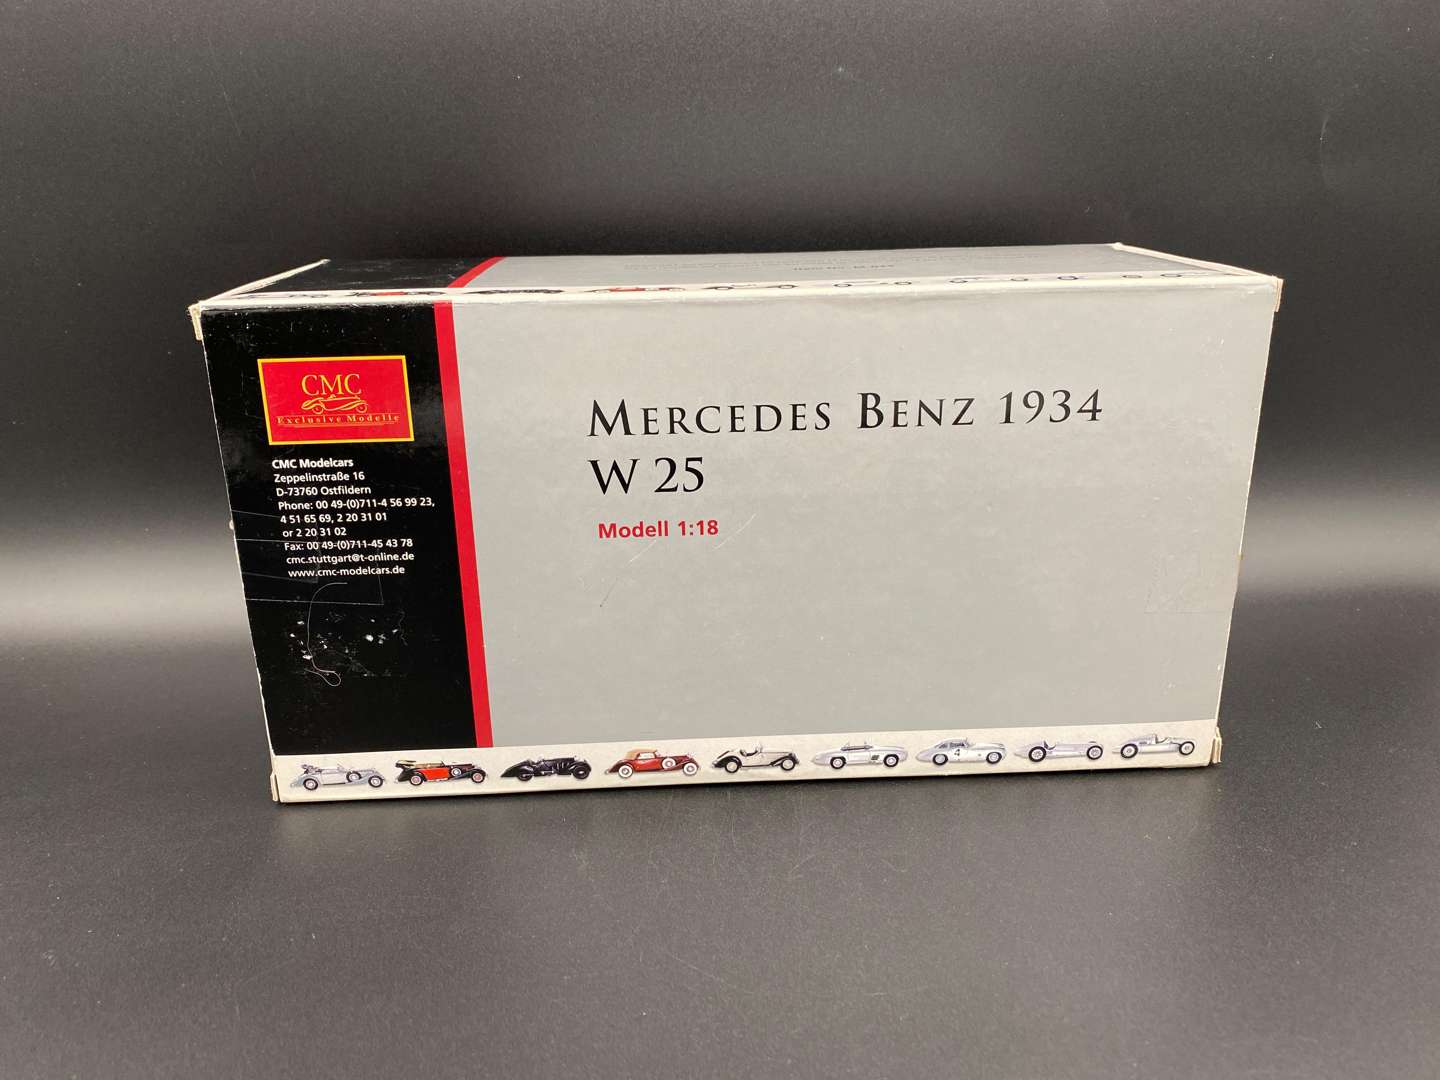 CMC
Exclusive Modelle
CMC Modelcars
Zeppelinstraße 16
D-73760 Ostfildern
Phone: 00 49-(0)711-4 56 99 23,
4 51 65 69, 2 20 31 01
or 2 20 31 02
Fax: 00 49-(0)711-45 43 78
cmc.stuttgart@t-online.de
www.cmc-modelcars.de
MERCEDES BENZ 1934
W 25
Modell 1:18
4